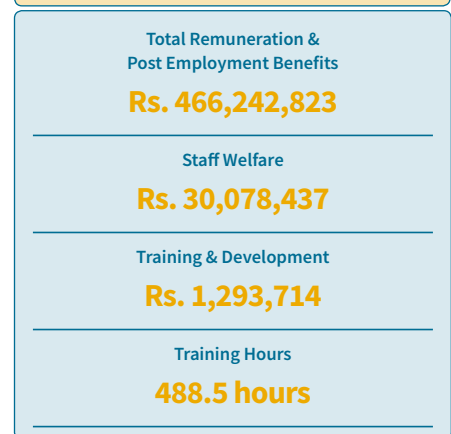 Total Remuneration &
Post Employment Benefits
Rs. 466,242,823
Staff Welfare
Rs. 30,078,437
Training & Development
Rs. 1,293,714
Training Hours
488.5 hours